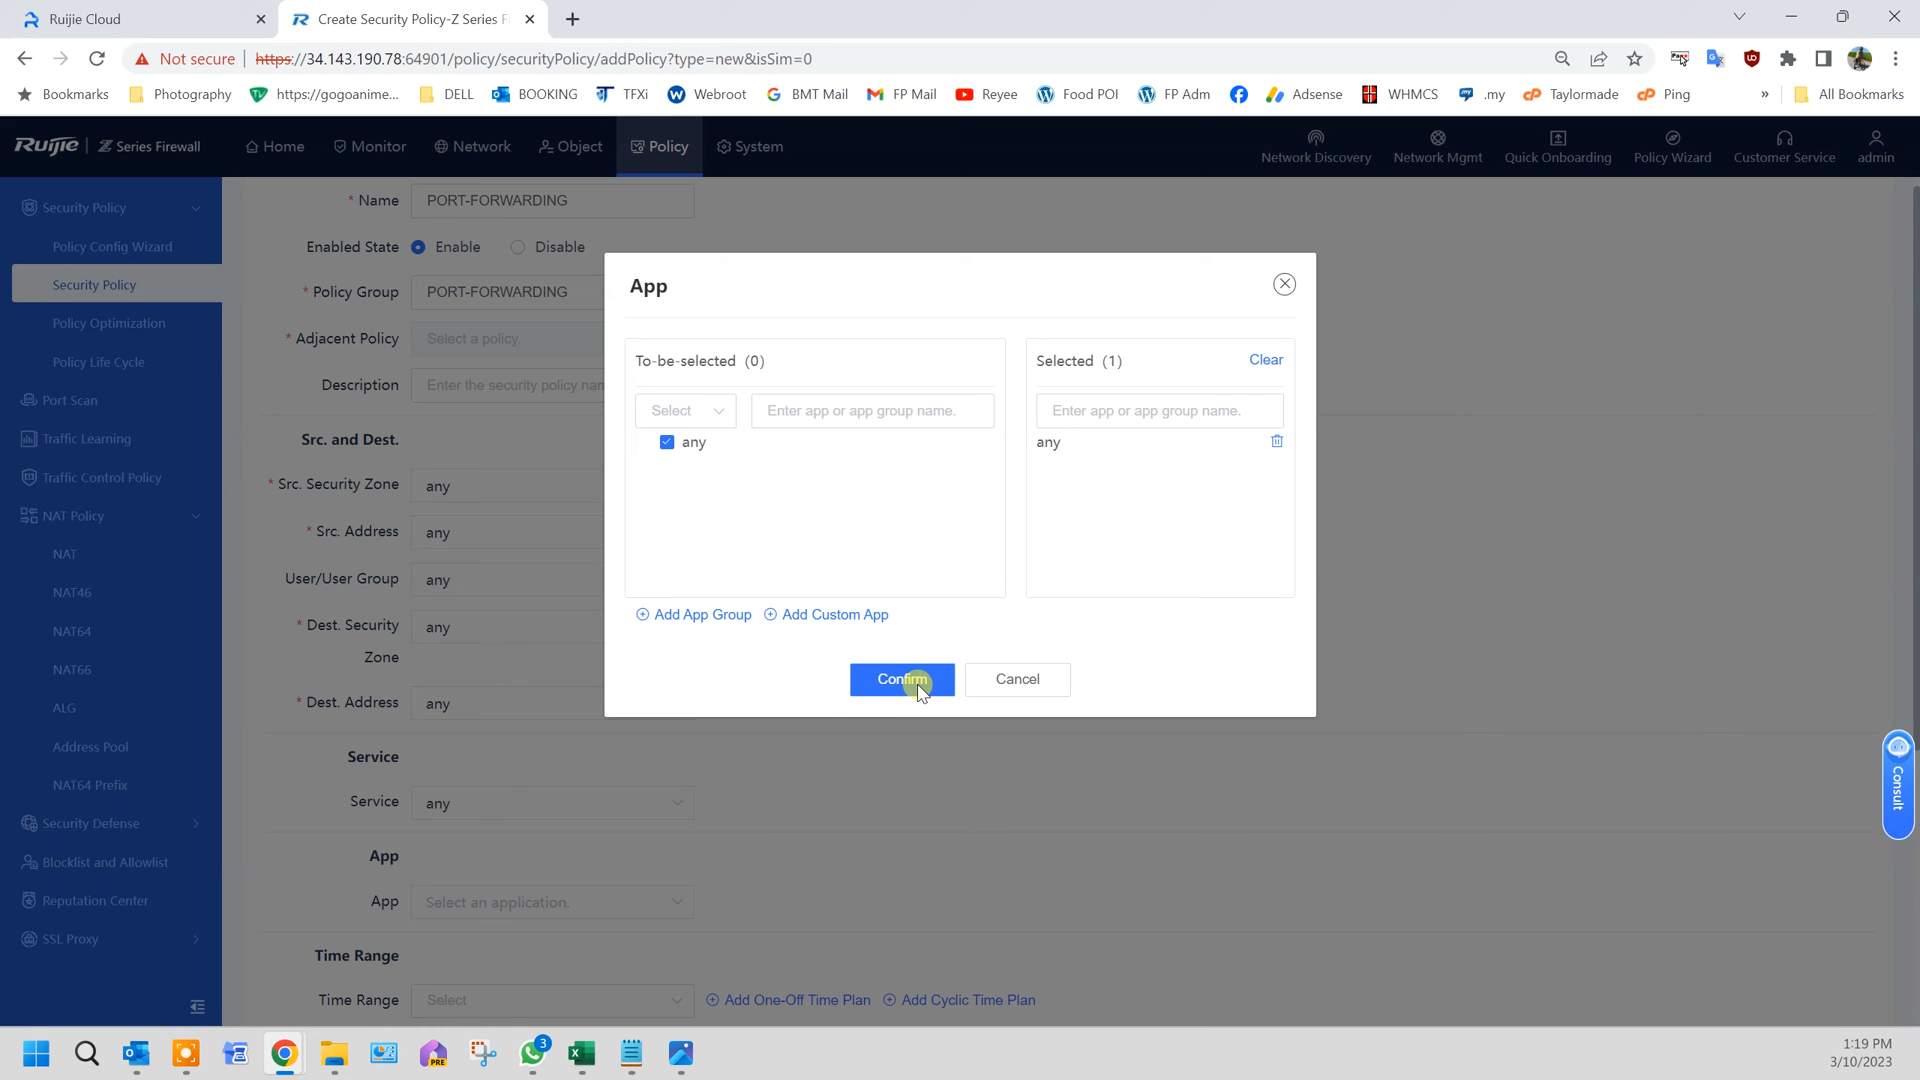 Ruijie Cloud
Create Security Policy-Z Series Fi
Not secure | https://34.143.190.78:64901/policy/securityPolicy/addPolicy?type=new&isSim=0
Bookmarks Photography https://gogoanime... DELL BOOKING TFXi Webroot BMT Mail FP Mail Reyee Food POI FP Adm Adsense WHMCS .my Taylormade Ping » All Bookmarks
Ruijie | Z Series Firewall Home Monitor Network Object Policy System Network Discovery Network Mgmt Quick Onboarding Policy Wizard Customer Service admin
Security Policy
Policy Config Wizard
Security Policy
Policy Optimization
Policy Life Cycle
Port Scan
Traffic Learning
Traffic Control Policy
NAT Policy
NAT
NAT46
NAT64
NAT66
ALG
Address Pool
NAT64 Prefix
Security Defense
Blocklist and Allowlist
Reputation Center
SSL Proxy
* Name PORT-FORWARDING
Enabled State Enable Disable
* Policy Group PORT-FORWARDING
* Adjacent Policy Select a policy.
Description Enter the security policy nam
Src. and Dest.
* Src. Security Zone any
* Src. Address any
User/User Group any
* Dest. Security any
Zone
* Dest. Address any
Service
Service any
App
App Select an application.
Time Range
Time Range Select Add One-Off Time Plan Add Cyclic Time Plan
App
To-be-selected (0)
Select Enter app or app group name.
any
Add App Group Add Custom App
Selected (1) Clear
Enter app or app group name.
any
Confirm Cancel
Consult
PRE
3
1:19 PM
3/10/2023